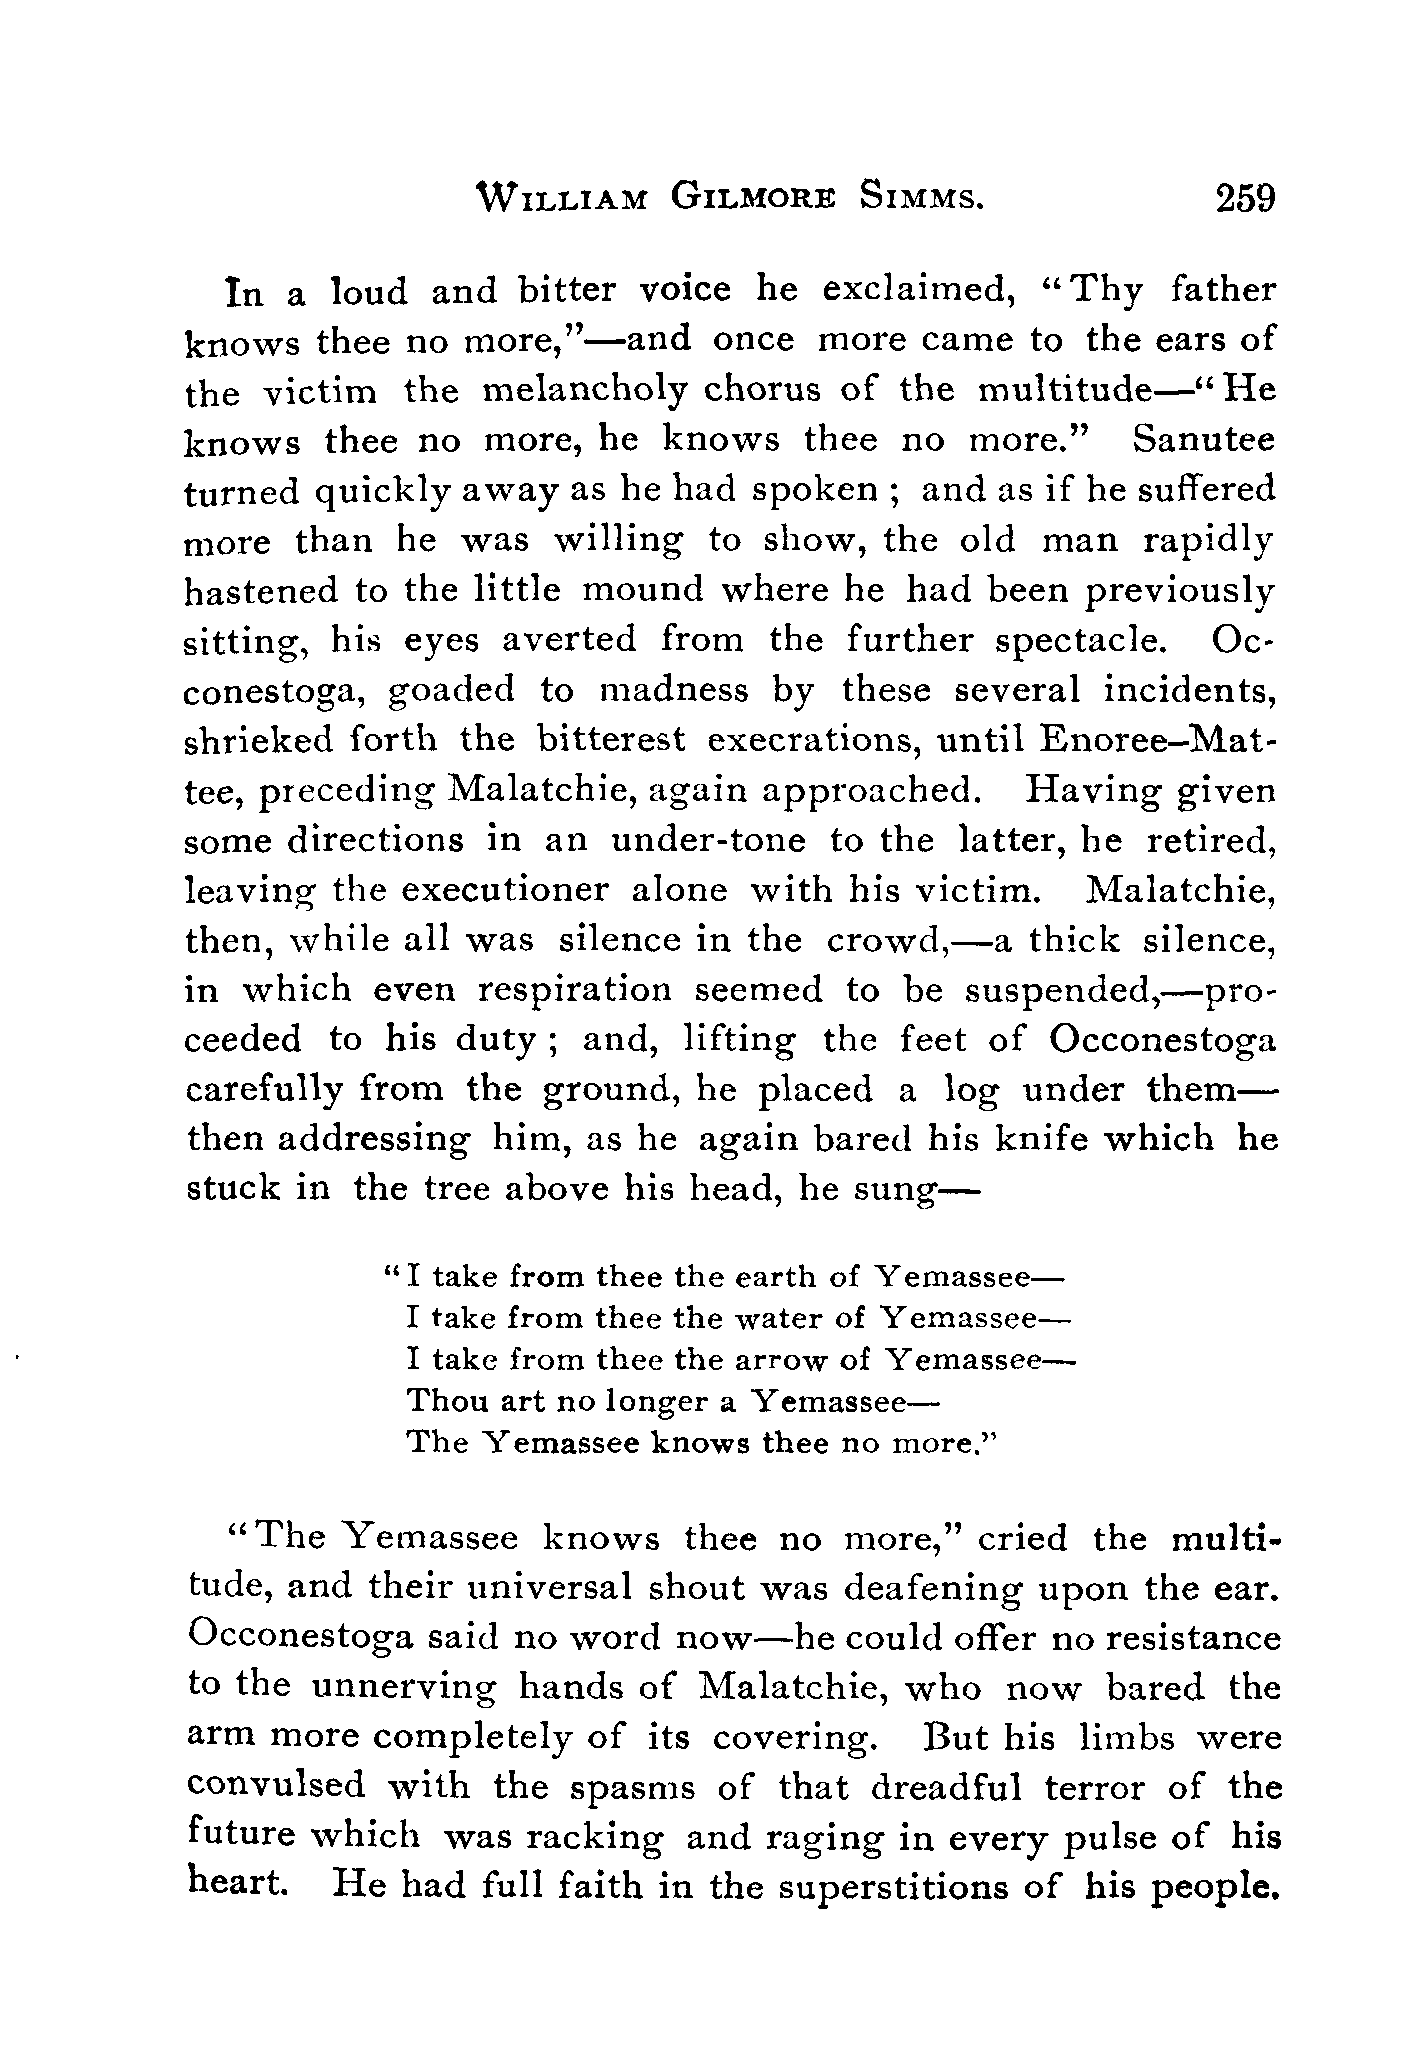 WILLIAM GILMORE SIMMS. 259
In a loud and bitter voice he exclaimed, “Thy father
knows thee no more,”—and once more came to the ears of
the victim the melancholy chorus of the multitude—“He
knows thee no more, he knows thee no more.” Sanutee
turned quickly away as he had spoken ; and as if he suffered
more than he was willing to show, the old man rapidly
hastened to the little mound where he had been previously
sitting, his eyes averted from the further spectacle. Oc-
conestoga, goaded to madness by these several incidents,
shrieked forth the bitterest execrations, until Enoree–Mat-
tee, preceding Malatchie, again approached. Having given
some directions in an under-tone to the latter, he retired,
leaving the executioner alone with his victim. Malatchie,
then, while all was silence in the crowd,—a thick silence,
in which even respiration seemed to be suspended,—pro-
ceeded to his duty ; and, lifting the feet of Occonestoga
carefully from the ground, he placed a log under them—
then addressing him, as he again bared his knife which he
stuck in the tree above his head, he sung—
“I take from thee the earth of Yemassee—
I take from thee the water of Yemassee—
I take from thee the arrow of Yemassee—
Thou art no longer a Yemassee—
The Yemassee knows thee no more.”
“The Yemassee knows thee no more,” cried the multi-
tude, and their universal shout was deafening upon the ear.
Occonestoga said no word now—he could offer no resistance
to the unnerving hands of Malatchie, who now bared the
arm more completely of its covering. But his limbs were
convulsed with the spasms of that dreadful terror of the
future which was racking and raging in every pulse of his
heart. He had full faith in the superstitions of his people.